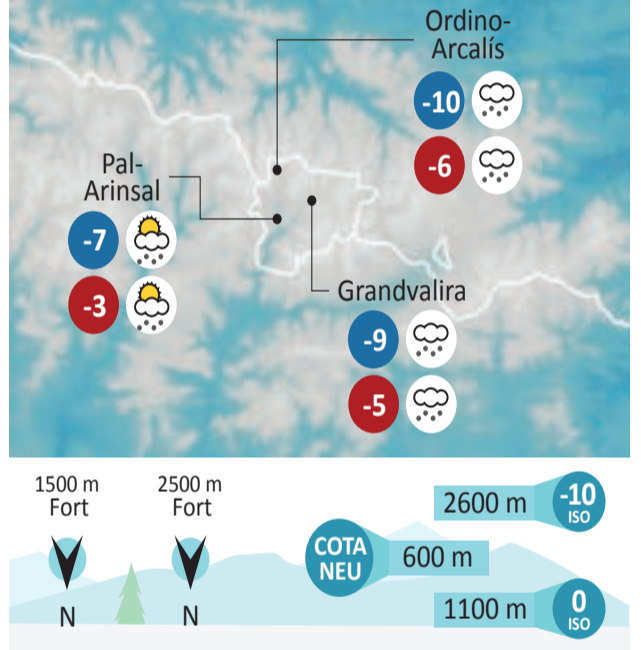 Ordino-
Arcalís
-10
-6
Pal-
Arinsal
-7
-3
Grandvalira
-9
-5
1500 m
Fort
N
2500 m
Fort
N
COTA
NEU
600 m
2600 m
-10
ISO
1100 m
0
ISO